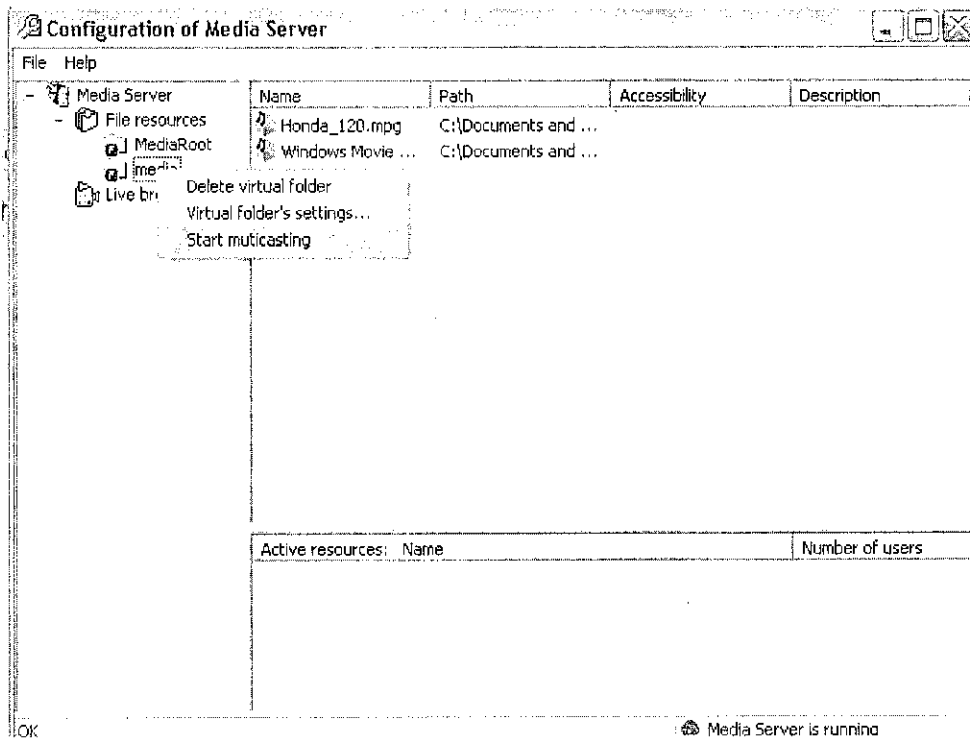 Configuration of Media Server
File Help
Media Server
File resources
MediaRoot
media
Live br
Name Path Accessibility Description
Honda_120.mpg C:\Documents and ...
Windows Movie ... C:\Documents and ...
Delete virtual folder
Virtual folder's settings...
Start muticasting
Active resources: Name Number of users
OK
Media Server is running